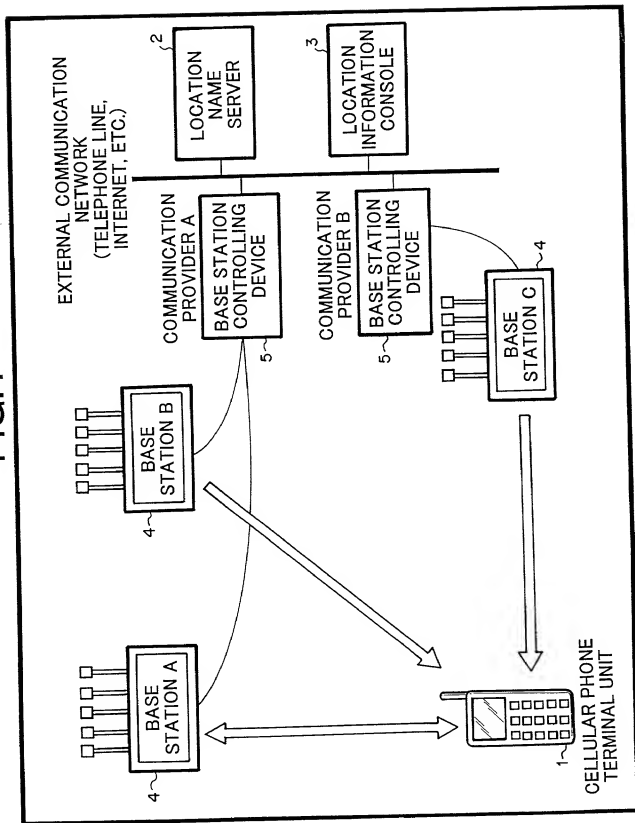 EXTERNAL COMMUNICATION
NETWORK
(TELEPHONE LINE,
INTERNET, ETC.)
2
LOCATION
NAME
SERVER
3
LOCATION
INFORMATION
CONSOLE
COMMUNICATION
PROVIDER A
BASE STATION
CONTROLLING
DEVICE
5
COMMUNICATION
PROVIDER B
BASE STATION
CONTROLLING
DEVICE
5
BASE
STATION B
4
BASE
STATION A
4
BASE
STATION C
4
1
CELLULAR PHONE
TERMINAL UNIT